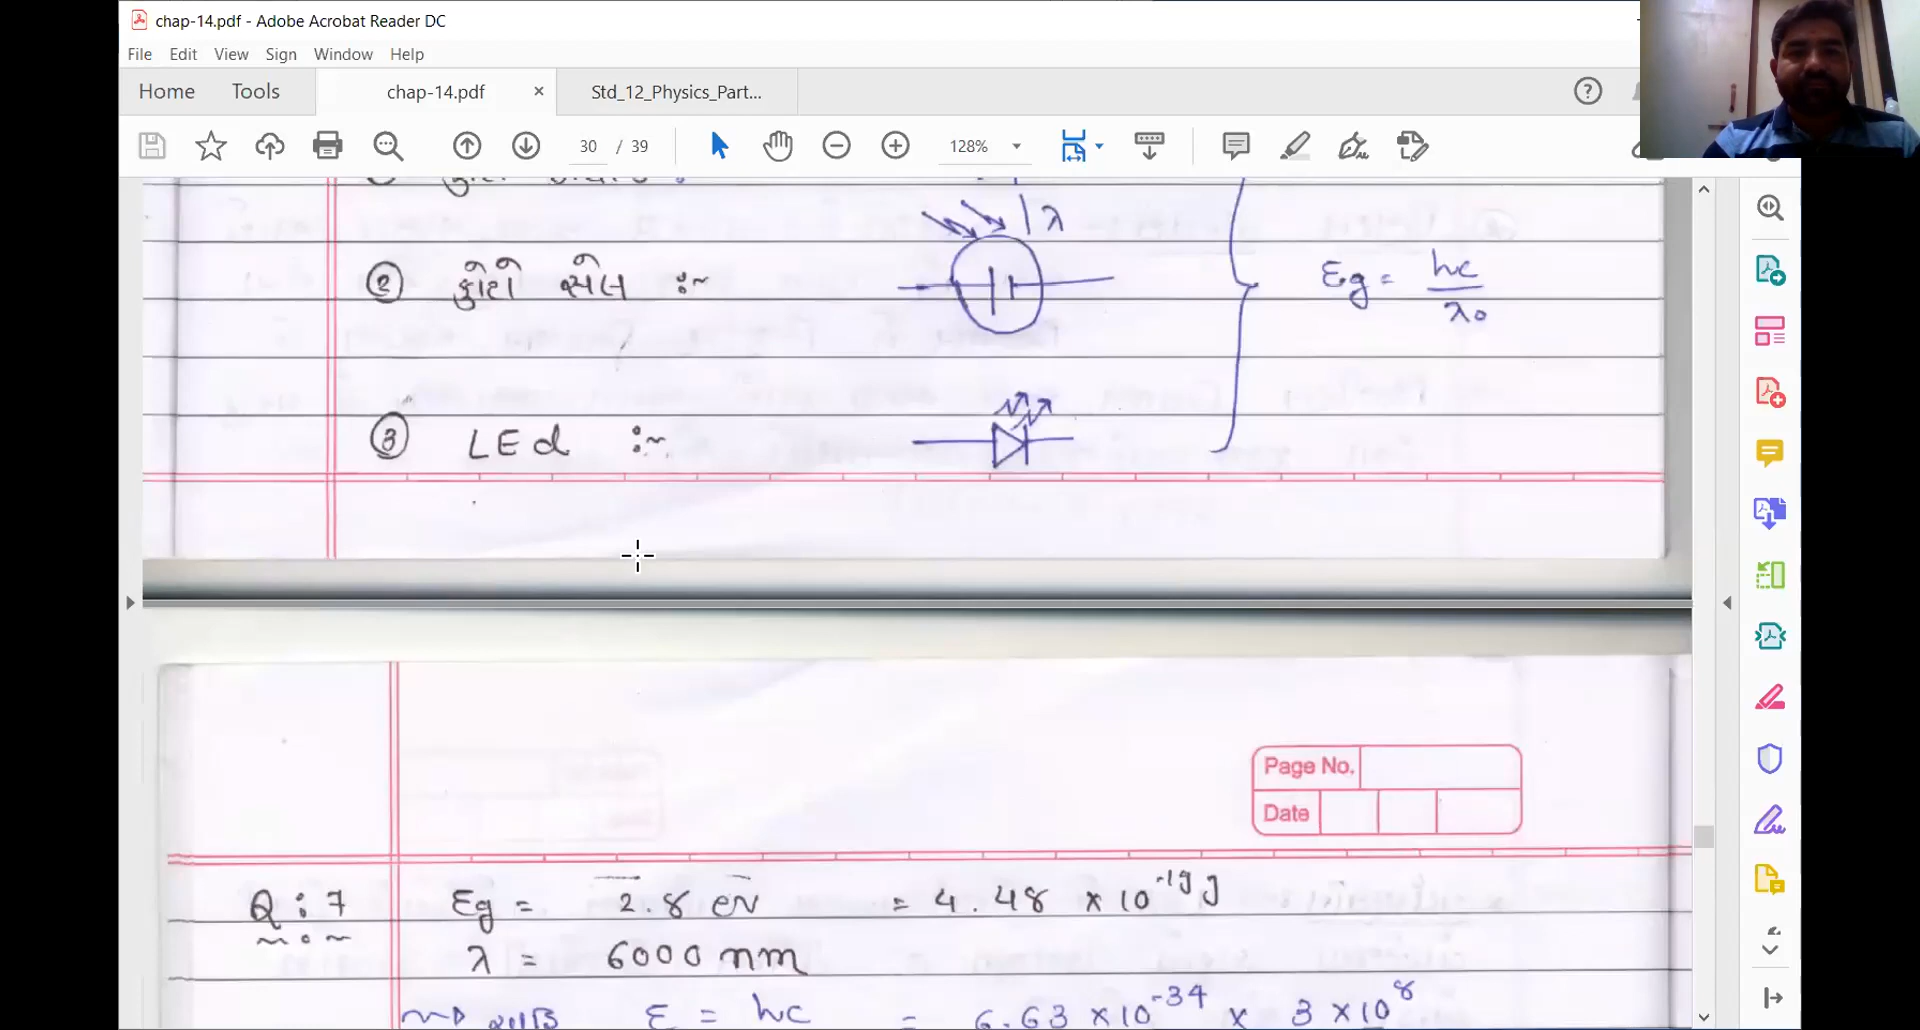 chap-14.pdf - Adobe Acrobat Reader DC
File Edit View Sign Window Help
Home Tools chap-14.pdf × Std_12_Physics_Part...
30 / 39 128%
λ
② ફોટો સેલ :~
Eg = hc / λ0
③ LEd :~
Page No.
Date
Q : 7 Eg = 2.8 ev = 4.48 × 10^-19 J
λ = 6000 nm
E = hc = 6.63 × 10^-34 × 3 × 10^8